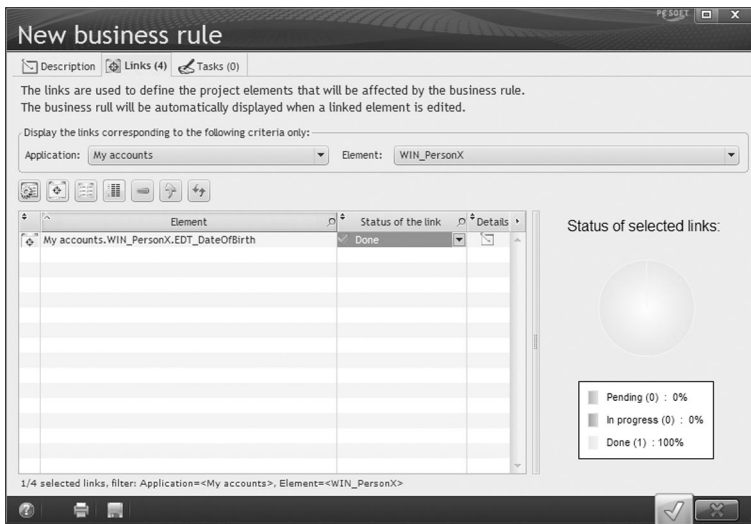 PCSOFT
New business rule
Description Links (4) Tasks (0)
The links are used to define the project elements that will be affected by the business rule.
The business rull will be automatically displayed when a linked element is edited.
Display the links corresponding to the following criteria only:
Application: My accounts Element: WIN_PersonX
Element Status of the link Details
My accounts.WIN_PersonX.EDT_DateOfBirth Done
Status of selected links:
Pending (0) : 0%
In progress (0) : 0%
Done (1) : 100%
1/4 selected links, filter: Application=<My accounts>, Element=<WIN_PersonX>